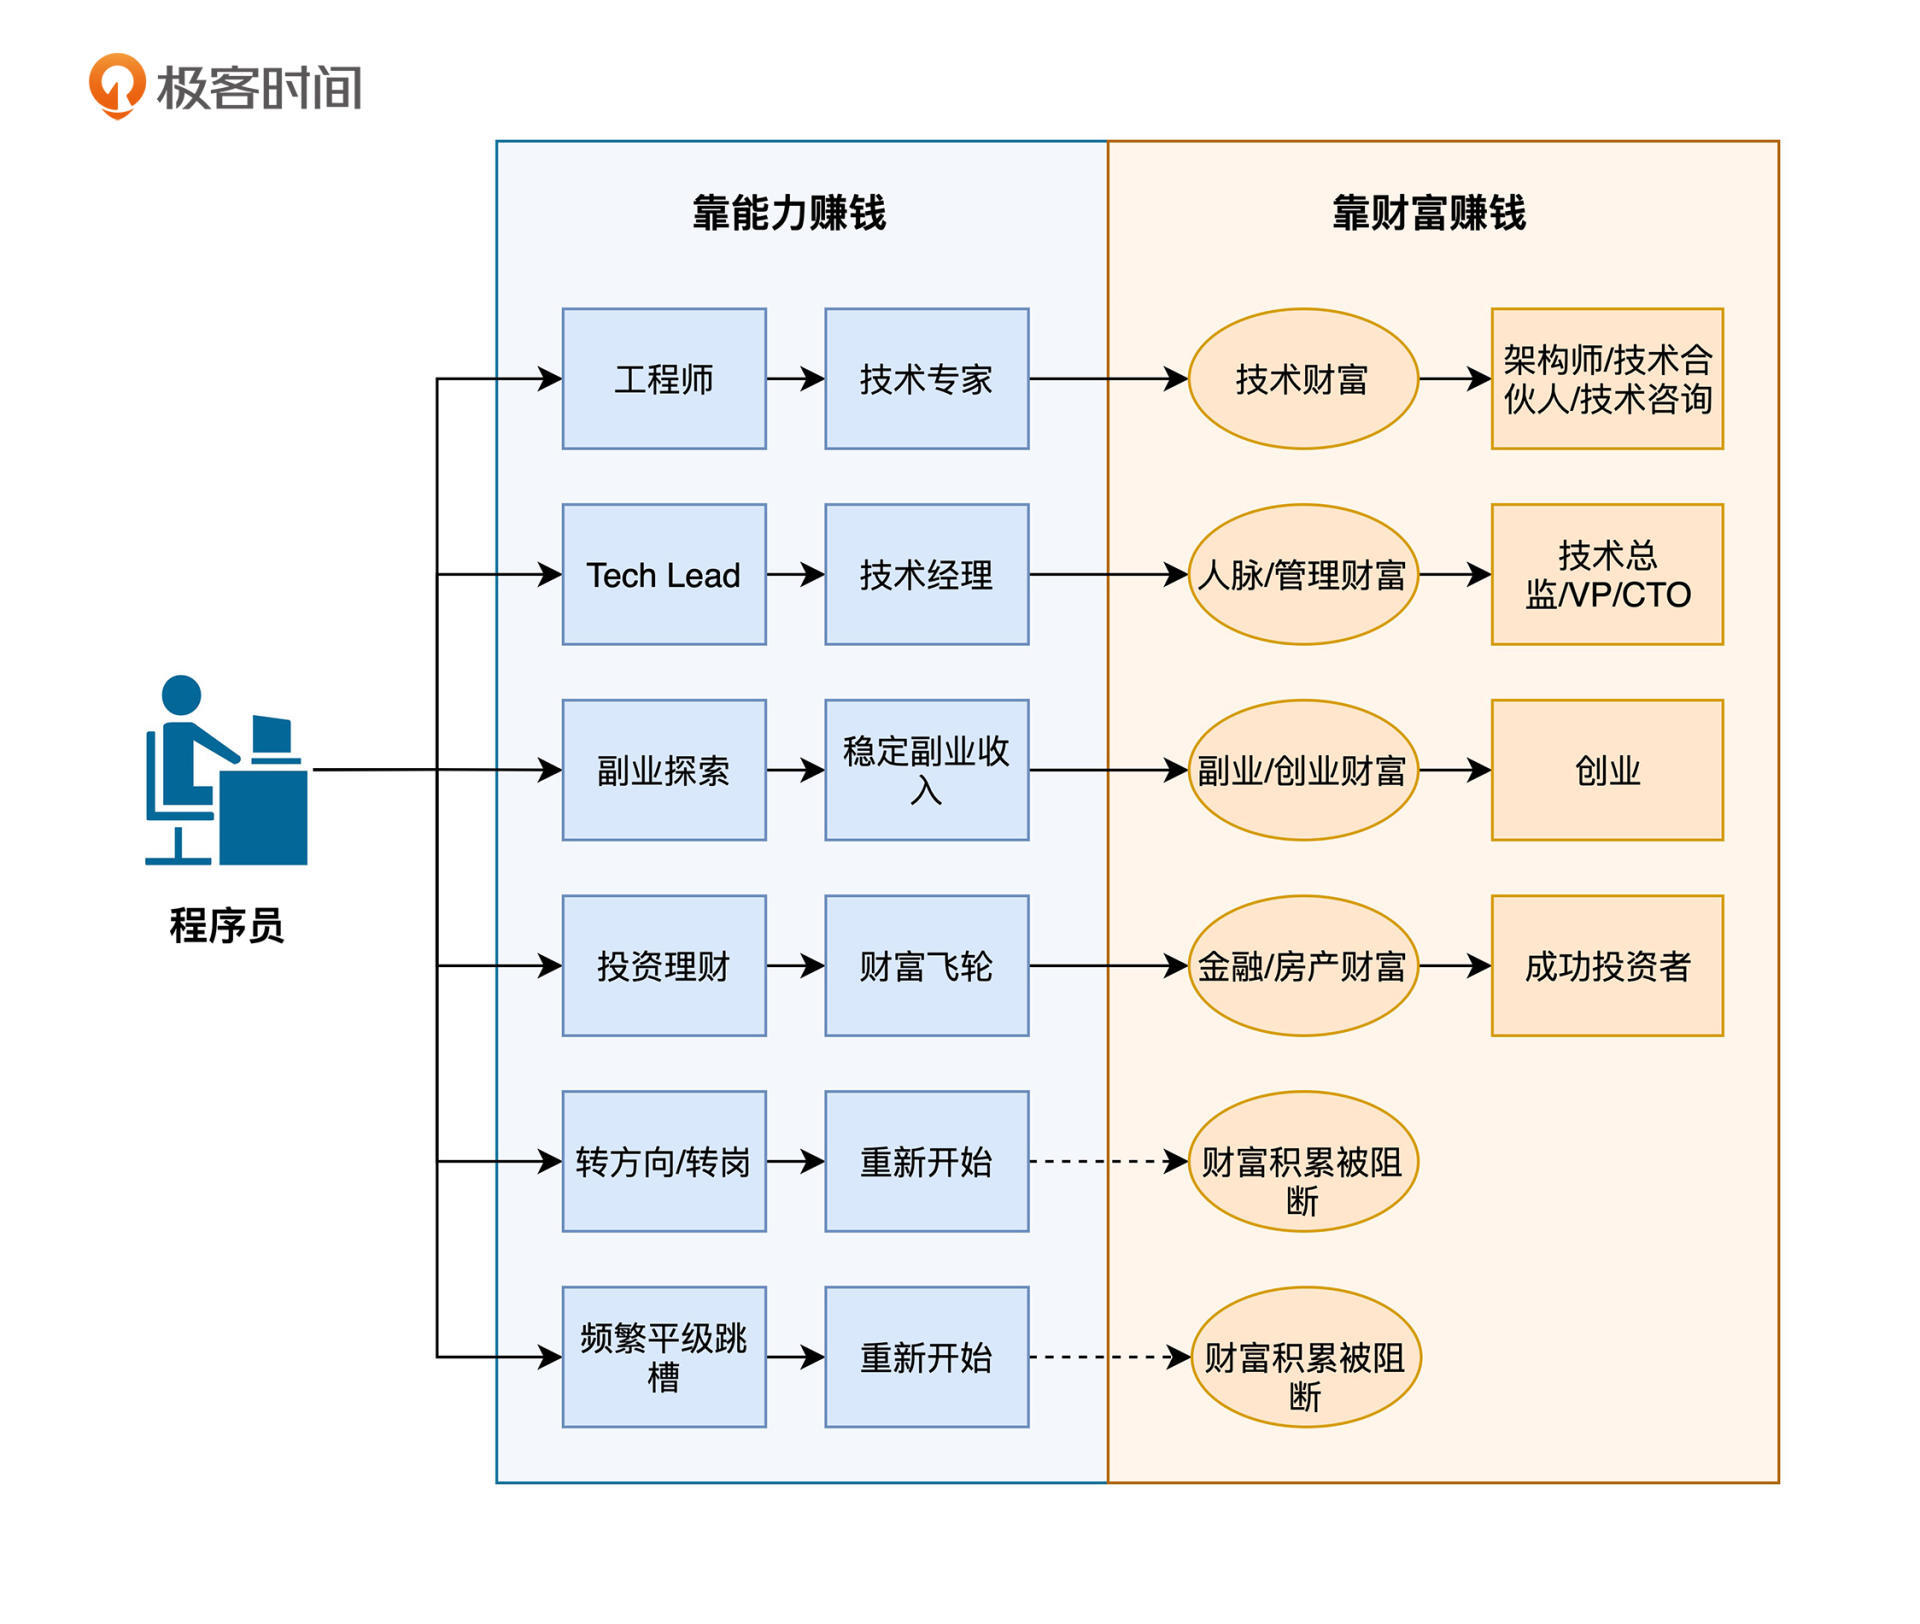 极客时间
靠能力赚钱
靠财富赚钱
工程师
技术专家
技术财富
架构师/技术合
伙人/技术咨询
Tech Lead
技术经理
人脉/管理财富
技术总
监/VP/CTO
副业探索
稳定副业收
入
副业/创业财富
创业
程序员
投资理财
财富飞轮
金融/房产财富
成功投资者
转方向/转岗
重新开始
财富积累被阻
断
频繁平级跳
槽
重新开始
财富积累被阻
断